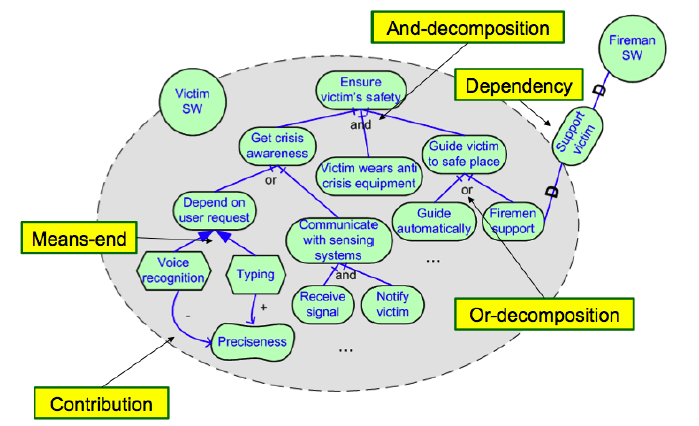 And-decomposition
Fireman
SW
Ensure
victim's safety
Victim
SW
Dependency
and
Support
victim
D
Get crisis
awareness
Guide victim
to safe place
Victim wears anti
crisis equipment
or
or
Depend on
user request
D
Guide
automatically
Firemen
support
Communicate
with sensing
systems
Means-end
...
Voice
recognition
Typing
and
Receive
signal
Notify
victim
Or-decomposition
-
+
Preciseness
...
Contribution